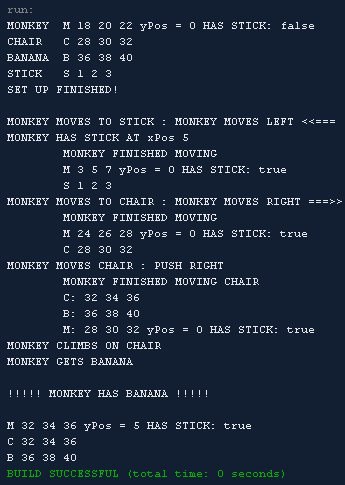 run:
MONKEY  M 18 20 22 yPos = 0 HAS STICK: false
CHAIR   C 28 30 32
BANANA  B 36 38 40
STICK   S 1 2 3
SET UP FINISHED!

MONKEY MOVES TO STICK : MONKEY MOVES LEFT <<===
MONKEY HAS STICK AT xPos 5
        MONKEY FINISHED MOVING
        M 3 5 7 yPos = 0 HAS STICK: true
        S 1 2 3
MONKEY MOVES TO CHAIR : MONKEY MOVES RIGHT ===>>
        MONKEY FINISHED MOVING
        M 24 26 28 yPos = 0 HAS STICK: true
        C 28 30 32
MONKEY MOVES CHAIR : PUSH RIGHT
        MONKEY FINISHED MOVING CHAIR
        C: 32 34 36
        B: 36 38 40
        M: 28 30 32 yPos = 0 HAS STICK: true
MONKEY CLIMBS ON CHAIR
MONKEY GETS BANANA

!!!!! MONKEY HAS BANANA !!!!!

M 32 34 36 yPos = 5 HAS STICK: true
C 32 34 36
B 36 38 40
BUILD SUCCESSFUL (total time: 0 seconds)